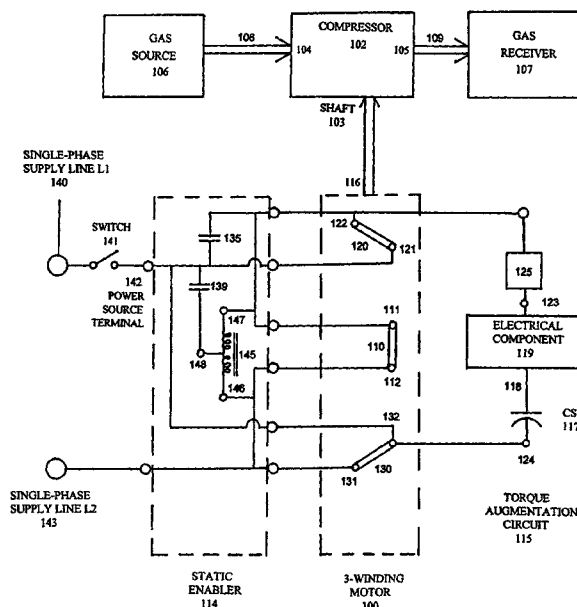 GAS
SOURCE
106
108
104
COMPRESSOR
102
105
109
GAS
RECEIVER
107
SHAFT
103
116
SINGLE-PHASE
SUPPLY LINE L1
140
SWITCH
141
142
POWER
SOURCE
TERMINAL
135
139
147
148
145
146
122
120
121
111
110
112
132
130
131
125
123
ELECTRICAL
COMPONENT
119
118
CS
117
124
SINGLE-PHASE
SUPPLY LINE L2
143
TORQUE
AUGMENTATION
CIRCUIT
115
STATIC
ENABLER
114
3-WINDING
MOTOR
100